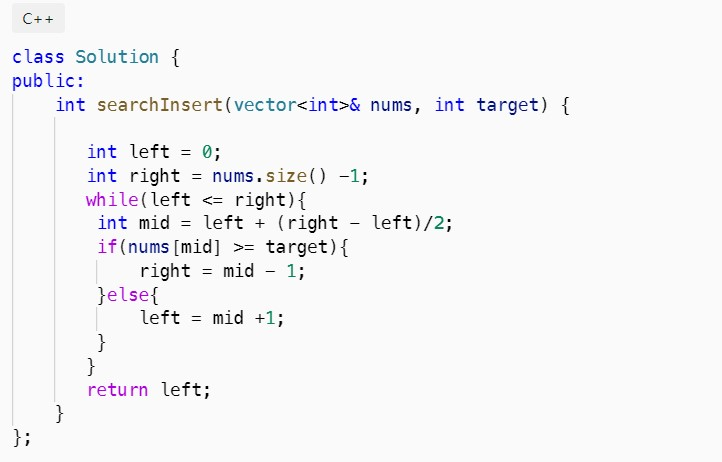 C++
class Solution {
public:
    int searchInsert(vector<int>& nums, int target) {
        int left = 0;
        int right = nums.size() -1;
        while(left <= right){
         int mid = left + (right - left)/2;
         if(nums[mid] >= target){
             right = mid - 1;
         }else{
             left = mid +1;
         }
        }
        return left;
    }
};